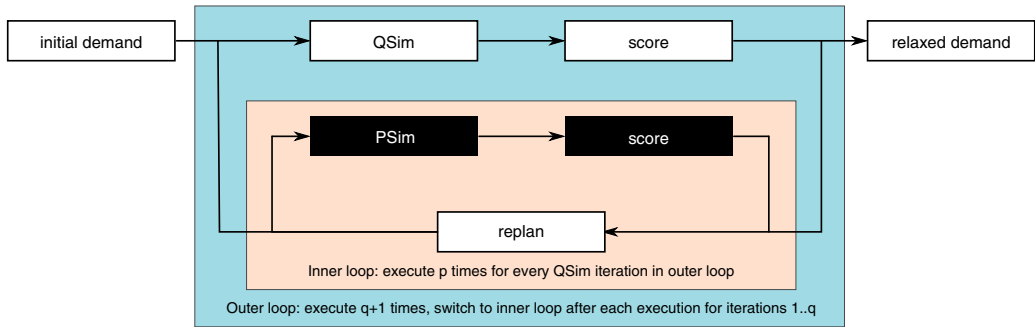 initial demand
QSim
score
relaxed demand
PSim
score
replan
Inner loop: execute p times for every QSim iteration in outer loop
Outer loop: execute q+1 times, switch to inner loop after each execution for iterations 1..q